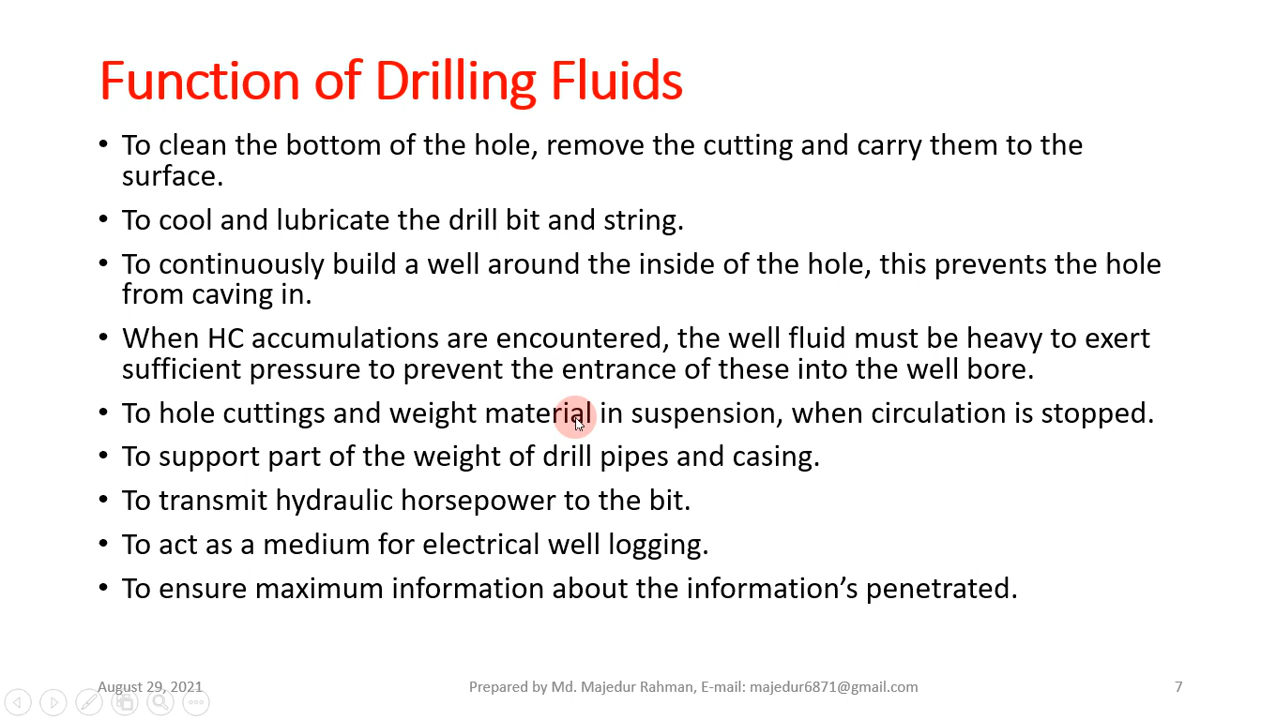 Function of Drilling Fluids
• To clean the bottom of the hole, remove the cutting and carry them to the
surface.
• To cool and lubricate the drill bit and string.
• To continuously build a well around the inside of the hole, this prevents the hole
from caving in.
• When HC accumulations are encountered, the well fluid must be heavy to exert
sufficient pressure to prevent the entrance of these into the well bore.
• To hole cuttings and weight material in suspension, when circulation is stopped.
• To support part of the weight of drill pipes and casing.
• To transmit hydraulic horsepower to the bit.
• To act as a medium for electrical well logging.
• To ensure maximum information about the information’s penetrated.
August 29, 2021
Prepared by Md. Majedur Rahman, E-mail: majedur6871@gmail.com
7